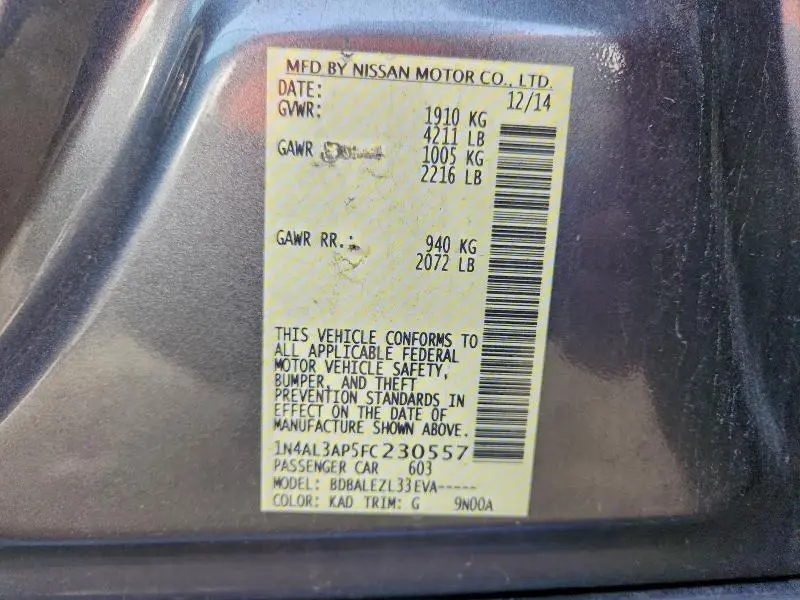 MFD BY NISSAN MOTOR CO., LTD.
DATE: 12/14
GVWR: 1910 KG
4211 LB
GAWR 1005 KG
2216 LB
GAWR RR.: 940 KG
2072 LB
THIS VEHICLE CONFORMS TO
ALL APPLICABLE FEDERAL
MOTOR VEHICLE SAFETY,
BUMPER, AND THEFT
PREVENTION STANDARDS IN
EFFECT ON THE DATE OF
MANUFACTURE SHOWN ABOVE.
1N4AL3AP5FC230557
PASSENGER CAR 603
MODEL: BDBALEZL33EVA-----
COLOR: KAD TRIM: G 9N00A